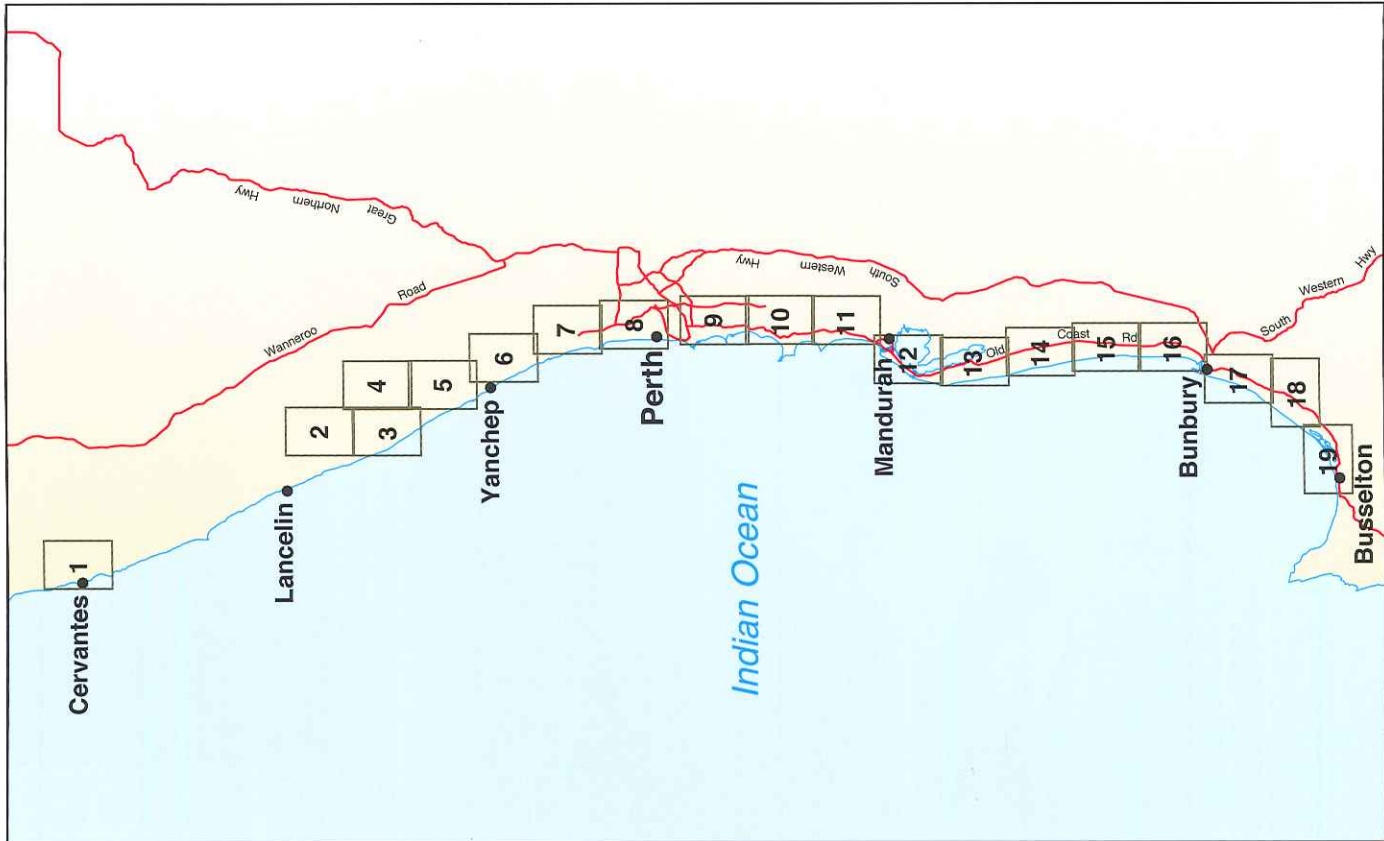 Cervantes
1
Lancelin
2
3
4
5
Yanchep
6
7
8
Perth
9
10
11
Mandurah
12
13
14
15
16
Bunbury
17
18
19
Busselton
Indian Ocean
Wanneroo Road
Great Northern Hwy
South Western Hwy
Old Coast Rd
South Western Hwy